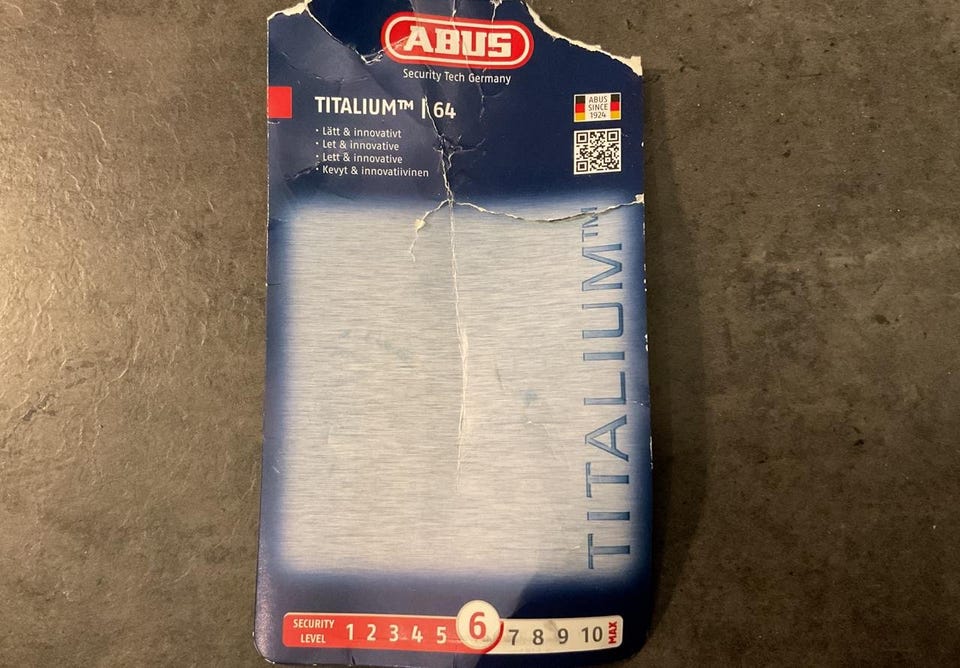 ABUS
Security Tech Germany
TITALIUM™ | 64
ABUS
SINCE
1924
· Lätt & innovativt
· Let & innovative
· Lett & innovative
· Kevyt & innovatiivinen
TITALIUM™
SECURITY
LEVEL
1 2 3 4 5 6 7 8 9 10 MAX